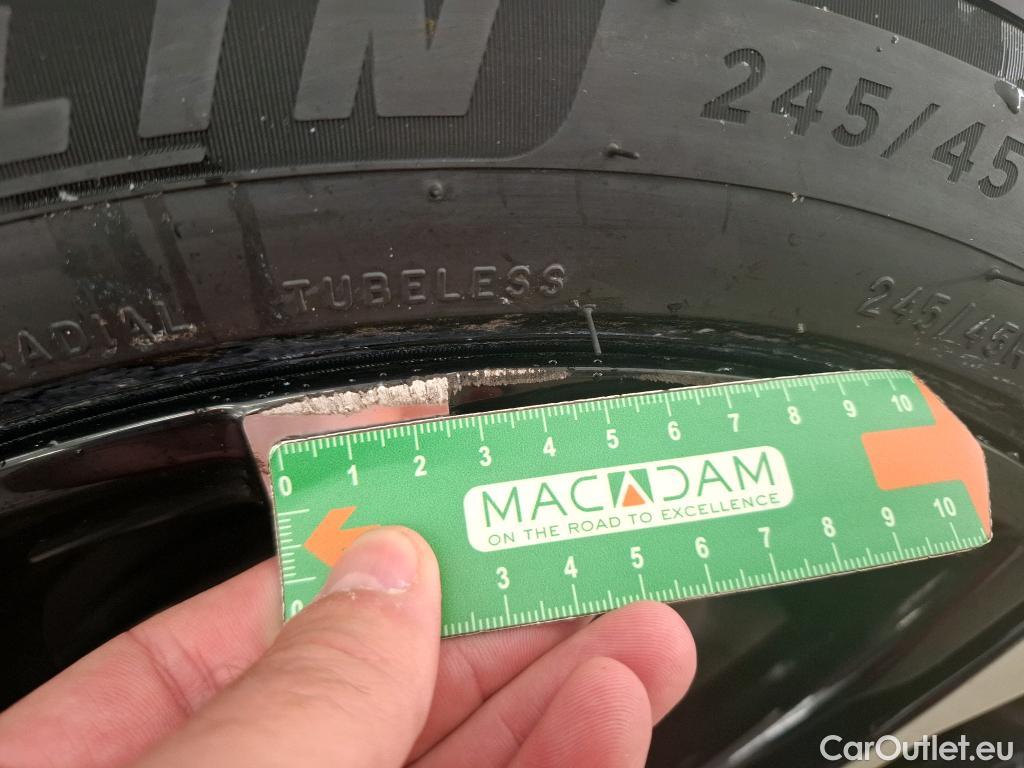 LIN
245/45
RADIAL TUBELESS
245/45R
0 1 2 3 4 5 6 7 8 9 10
MACADAM
ON THE ROAD TO EXCELLENCE
0 3 4 5 6 7 8 9 10
CarOutlet.eu